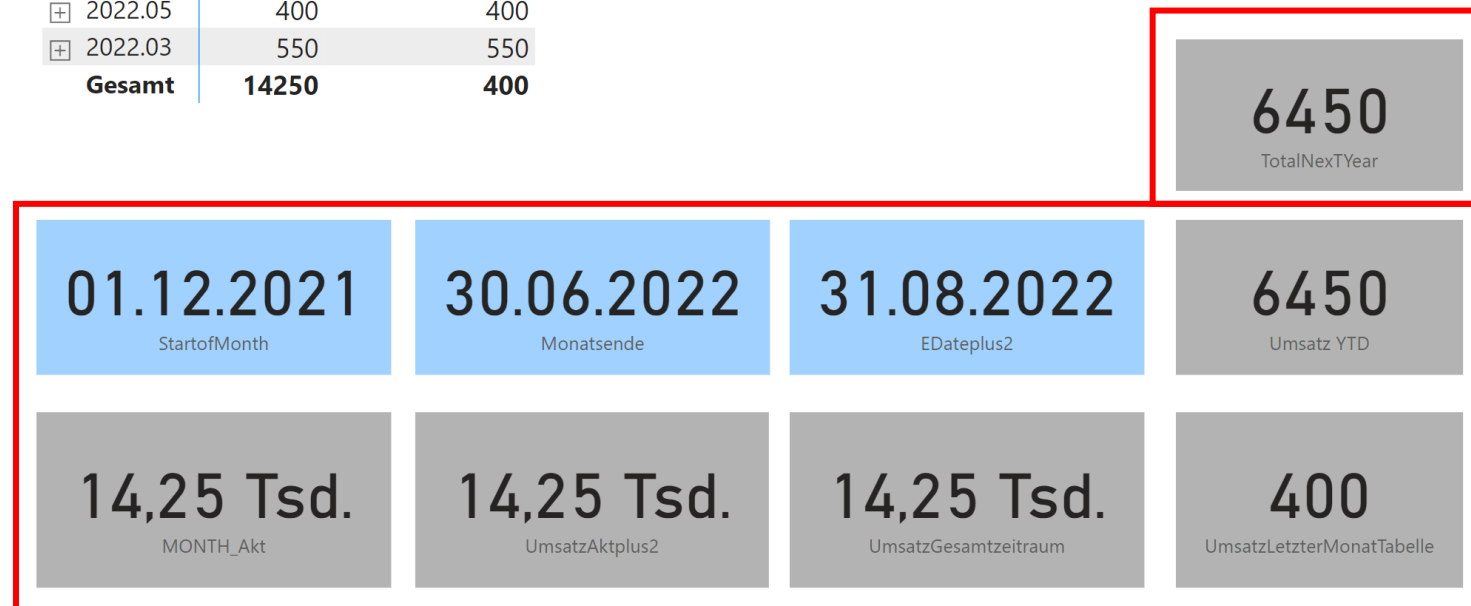 2022.05 400 400
2022.03 550 550
Gesamt 14250 400
6450
TotalNexTYear
01.12.2021 30.06.2022 31.08.2022 6450
StartofMonth Monatsende EDateplus2 Umsatz YTD
14,25 Tsd. 14,25 Tsd. 14,25 Tsd. 400
MONTH_Akt UmsatzAktplus2 UmsatzGesamtzeitraum UmsatzLetzterMonatTabelle